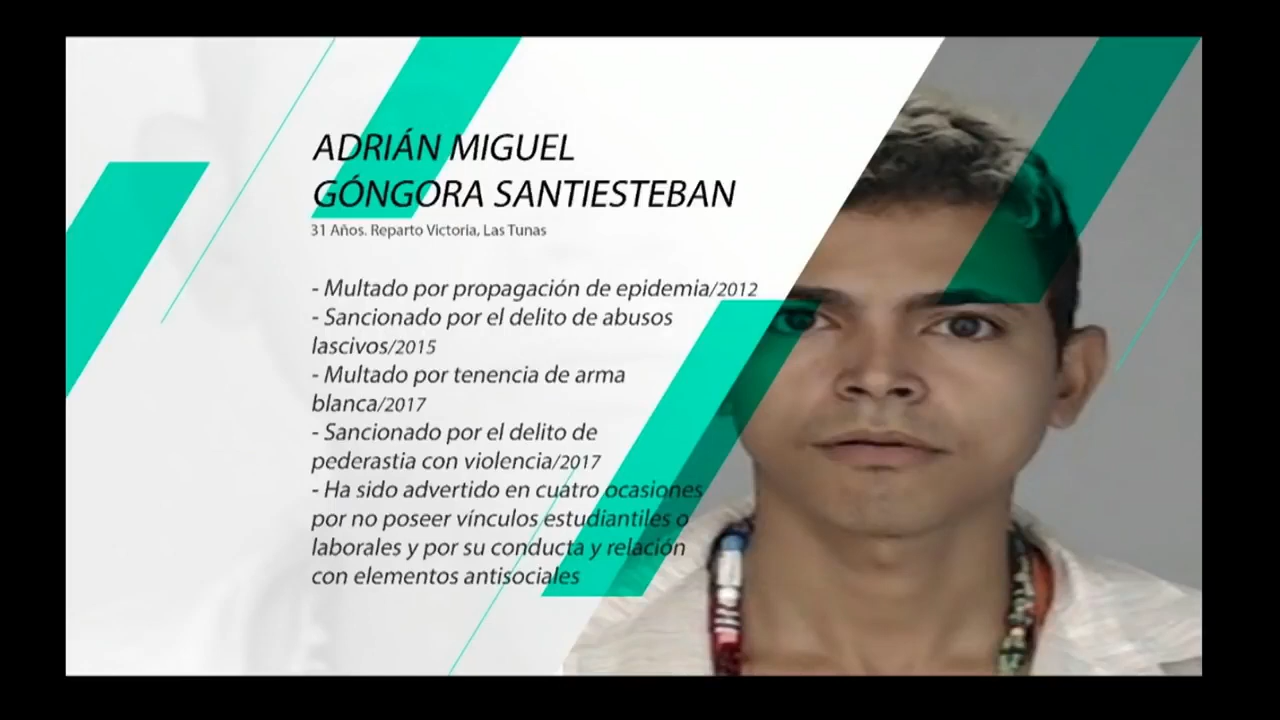 ADRIÁN MIGUEL
GÓNGORA SANTIESTEBAN
31 Años. Reparto Victoria, Las Tunas
- Multado por propagación de epidemia/2012
- Sancionado por el delito de abusos
lascivos/2015
- Multado por tenencia de arma
blanca/2017
- Sancionado por el delito de
pederastia con violencia/2017
- Ha sido advertido en cuatro ocasiones
por no poseer vínculos estudiantiles o
laborales y por su conducta y relación
con elementos antisociales